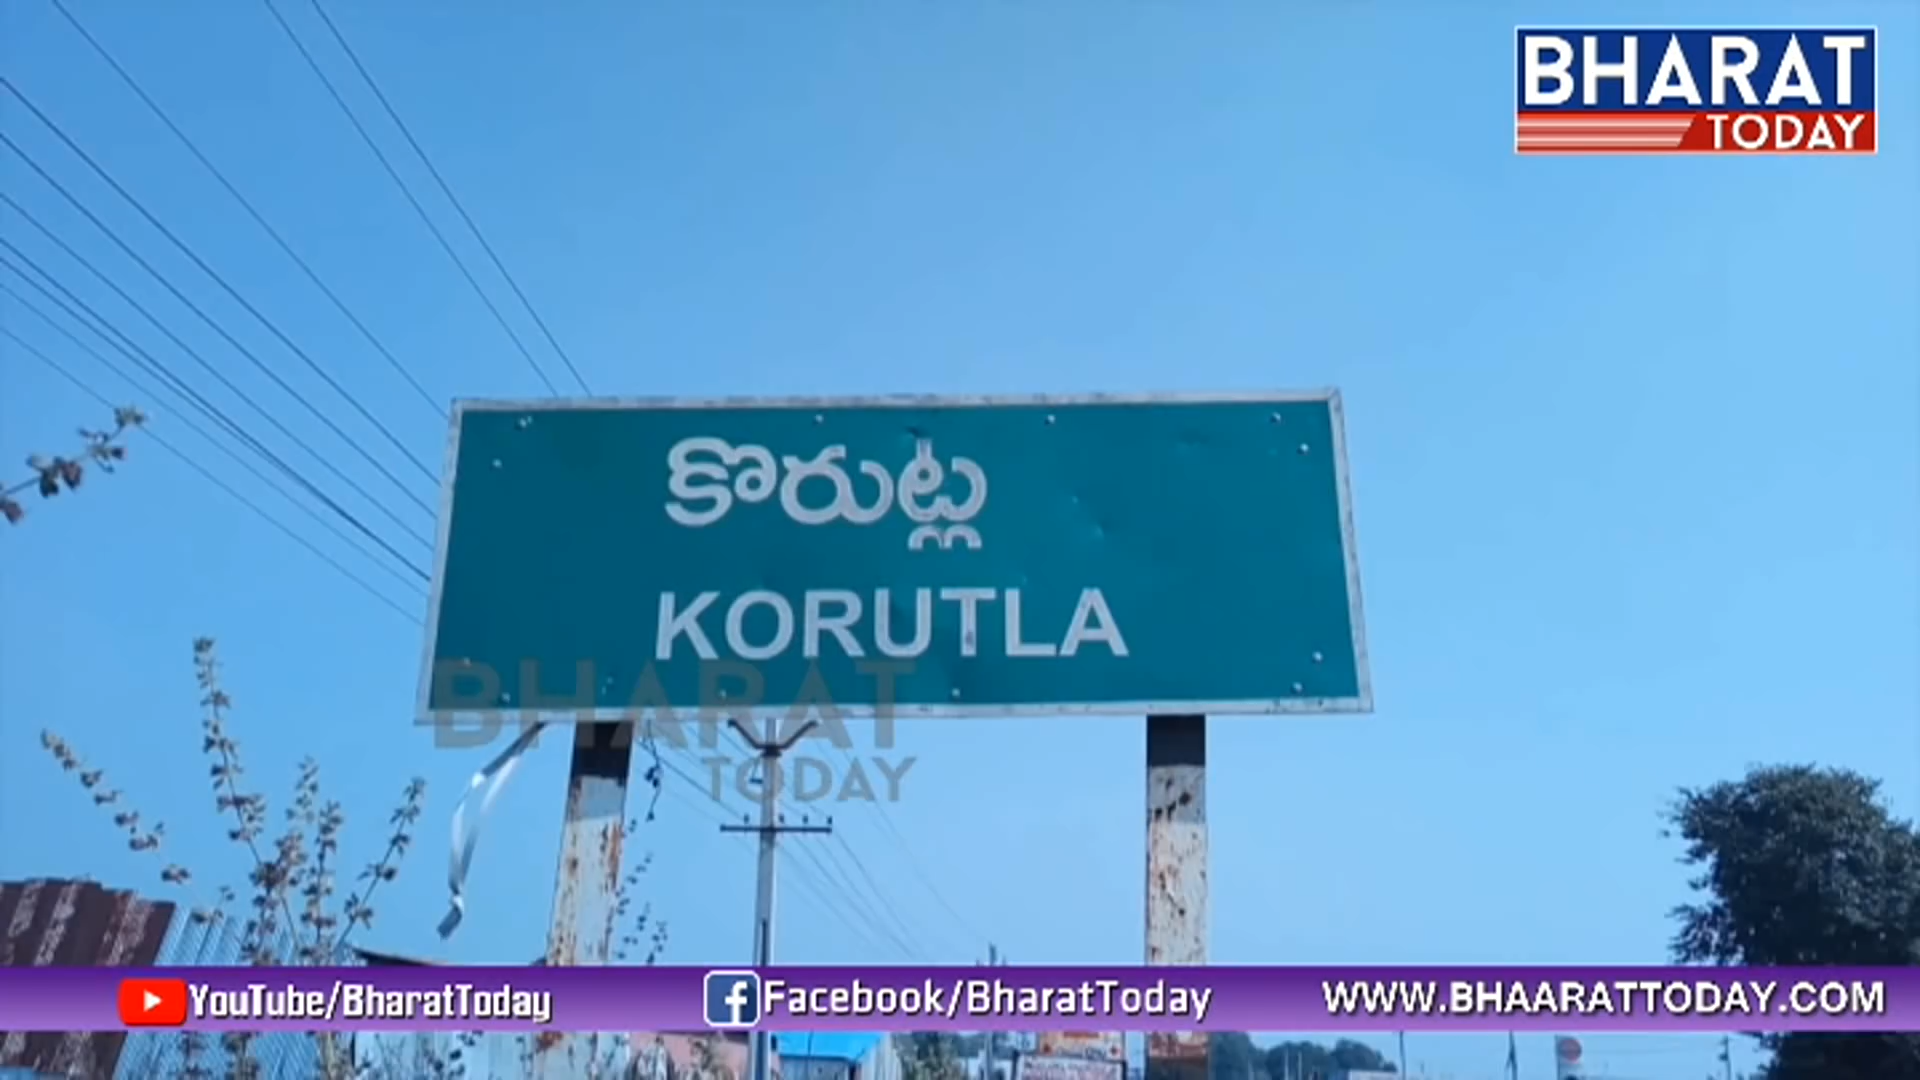 BHARAT
TODAY
కొరుట్ల
KORUTLA
BHARAT
TODAY
YouTube/BharatToday
Facebook/BharatToday
WWW.BHAARATTODAY.COM